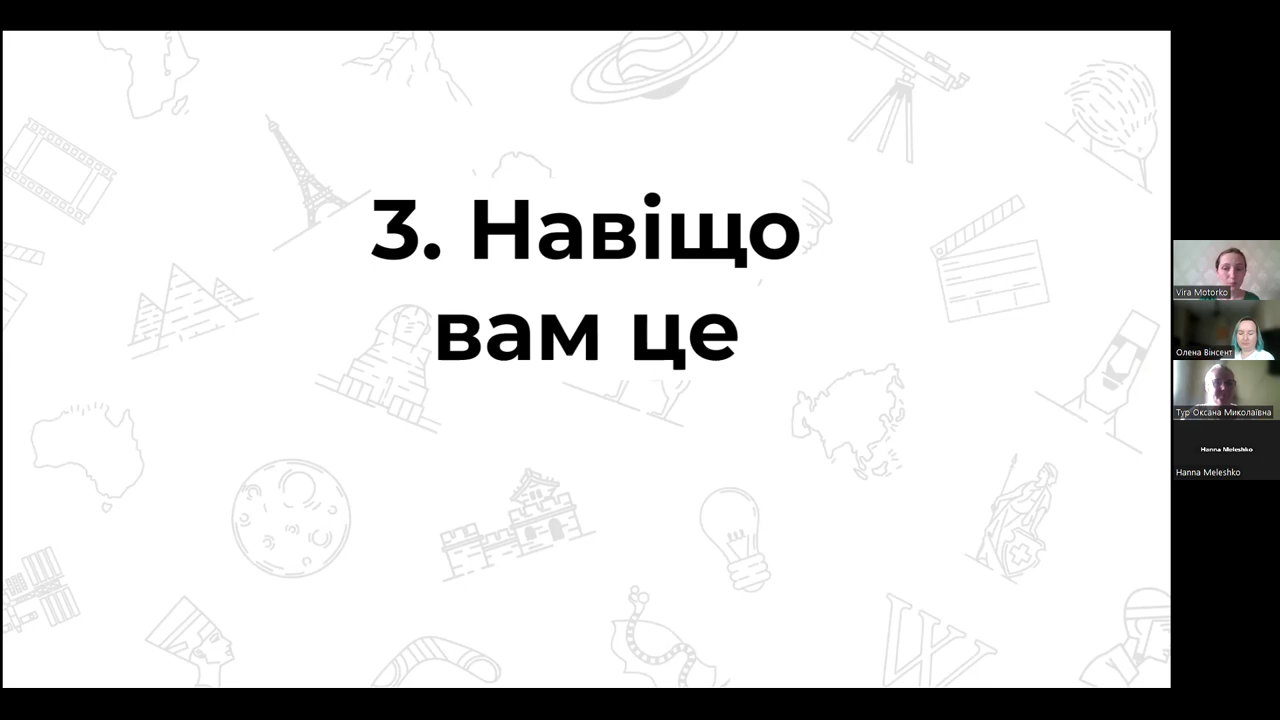 3. Навіщо
вам це
Vira Motorko
Олена Вінсент
Тур Оксана Миколаївна
Hanna Meleshko
Hanna Meleshko